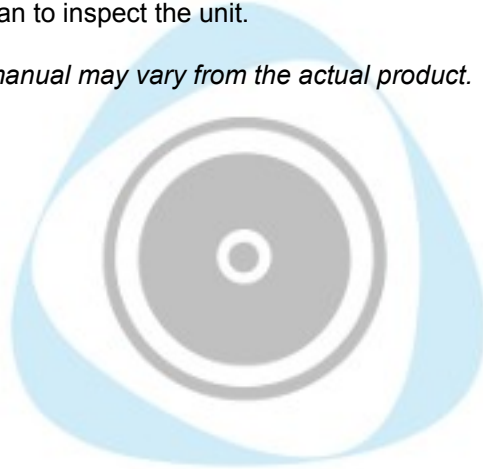 an to inspect the unit.
manual may vary from the actual product.